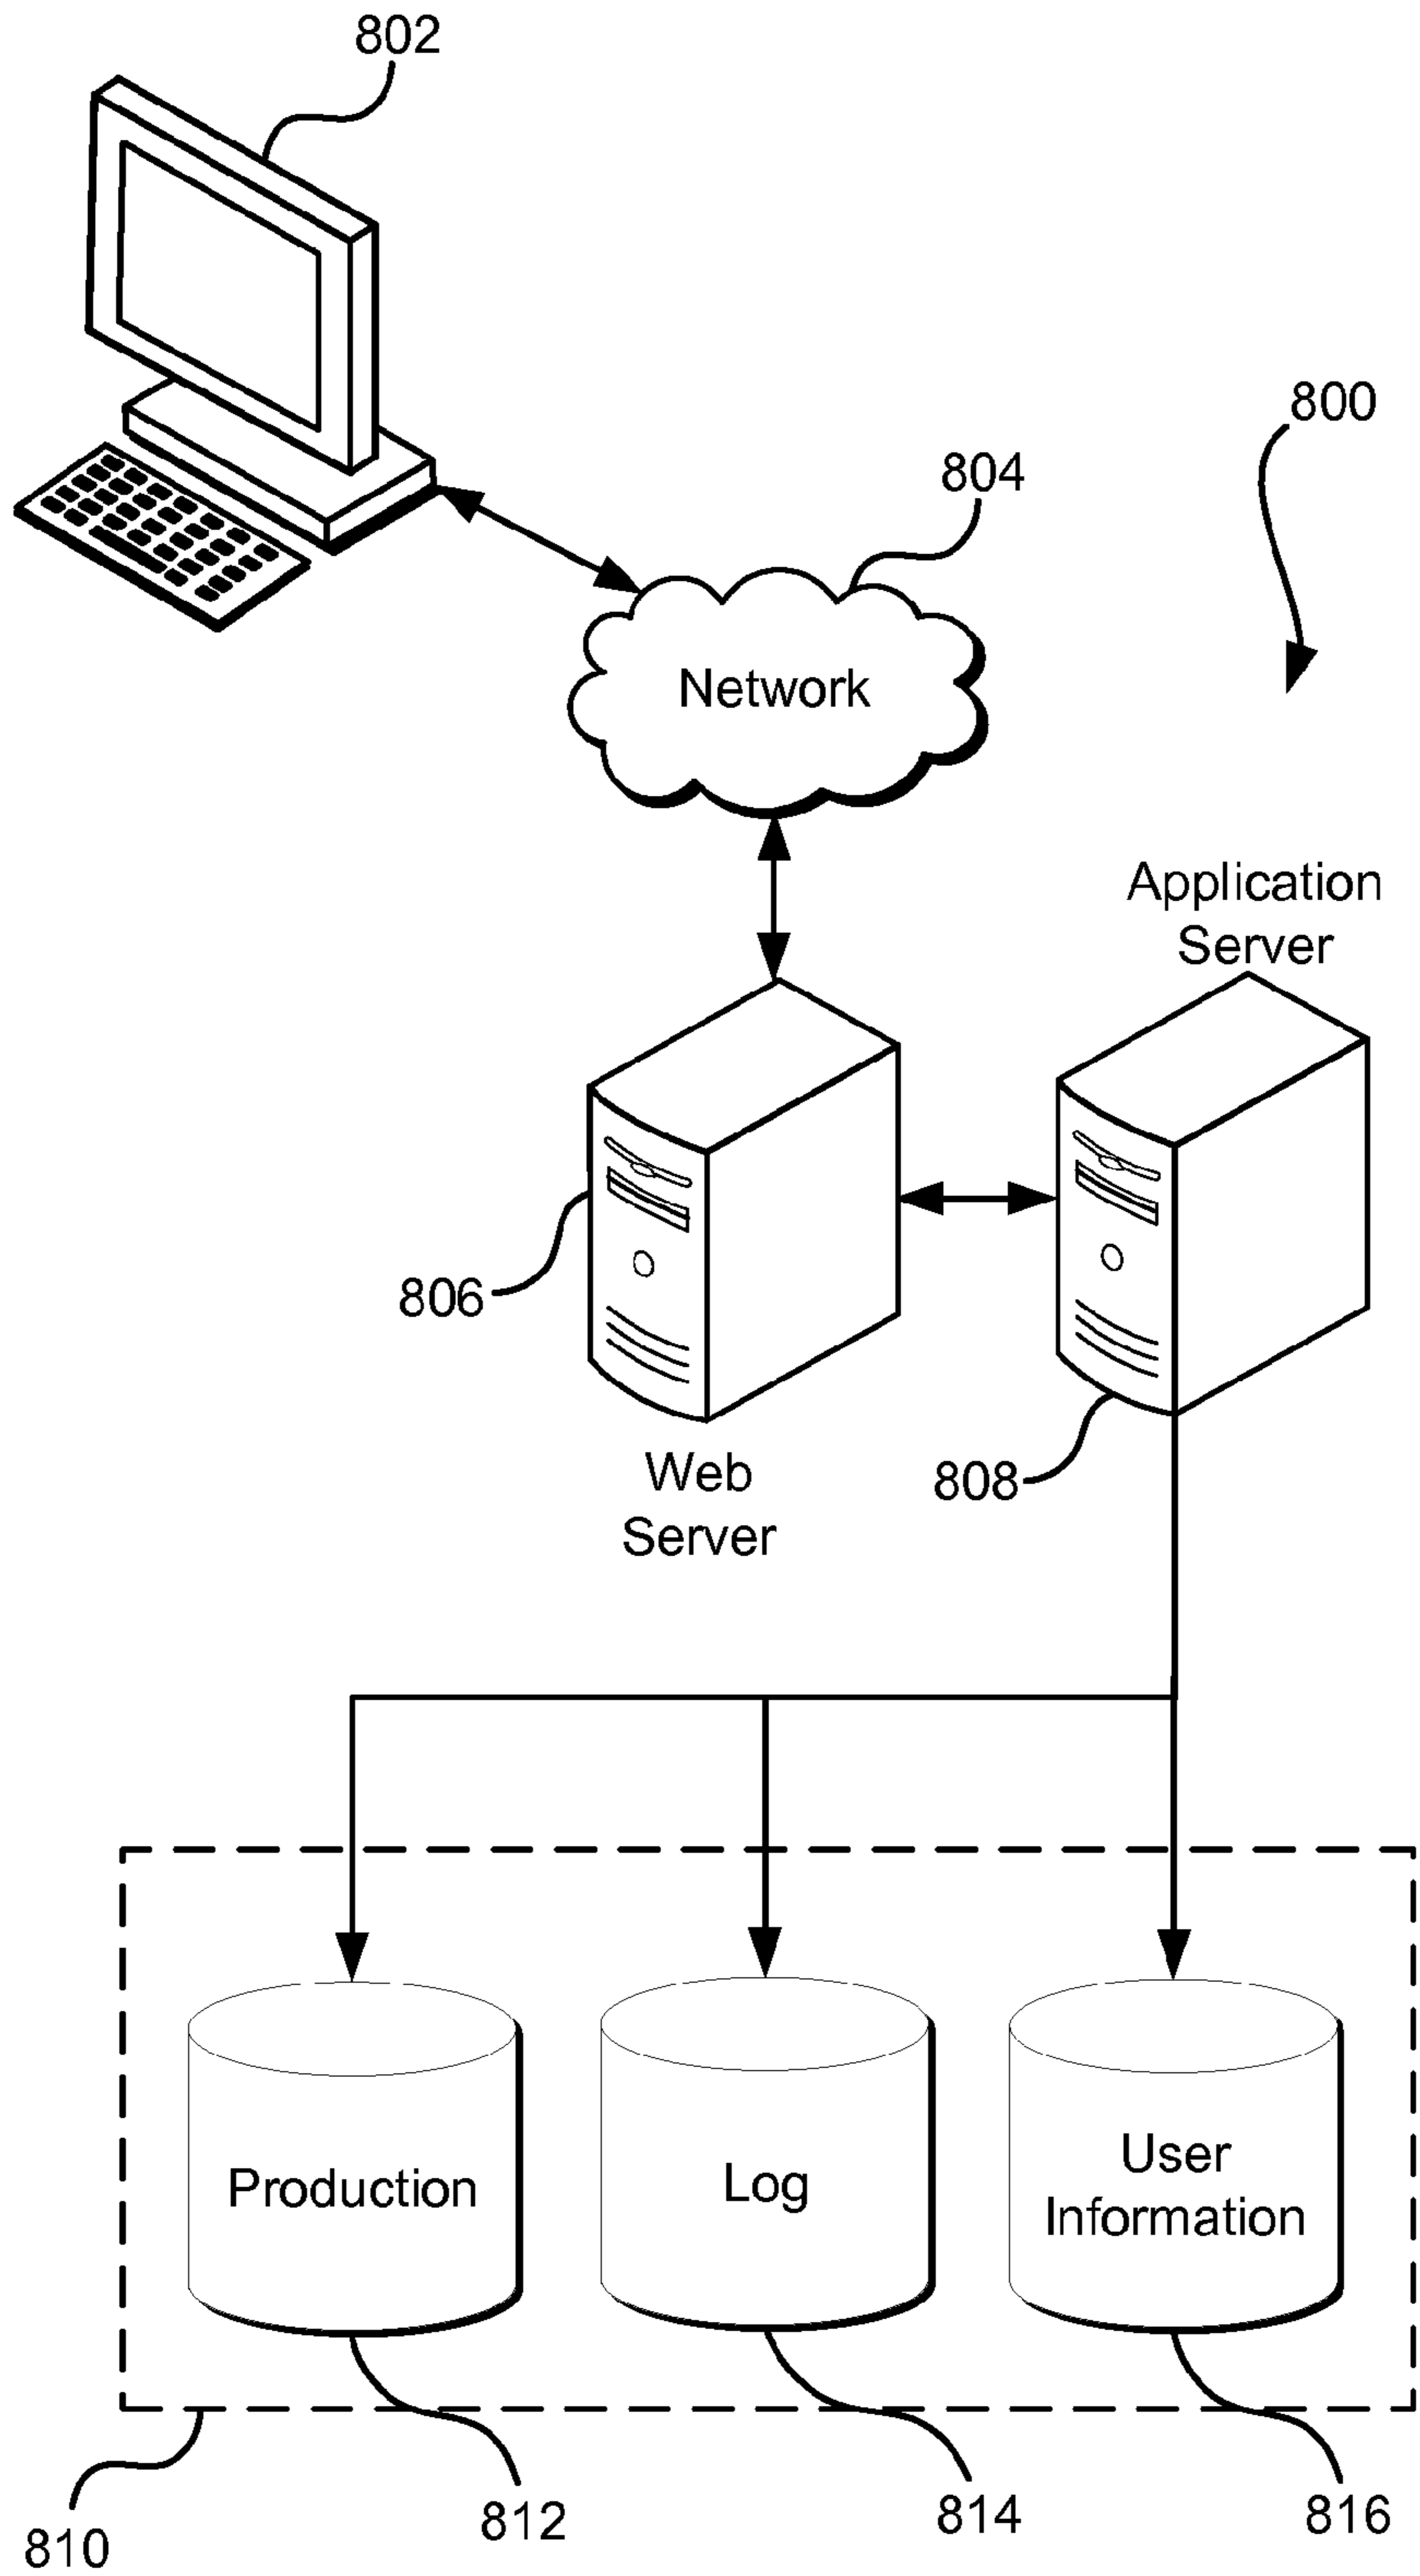 802
800
804
Network
Application
Server
806
808
Web
Server
Production
Log
User
Information
810
812
814
816